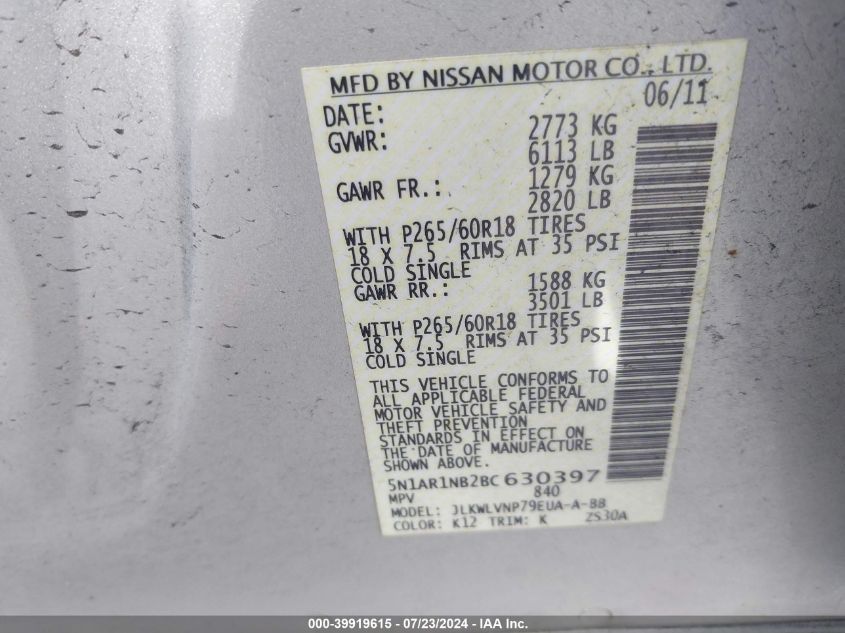 MFD BY NISSAN MOTOR CO., LTD.
DATE: 06/11
GVWR: 2773 KG
6113 LB
GAWR FR.: 1279 KG
2820 LB
WITH P265/60R18 TIRES
18 X 7.5 RIMS AT 35 PSI
COLD SINGLE
GAWR RR.: 1588 KG
3501 LB
WITH P265/60R18 TIRES
18 X 7.5 RIMS AT 35 PSI
COLD SINGLE
THIS VEHICLE CONFORMS TO
ALL APPLICABLE FEDERAL
MOTOR VEHICLE SAFETY AND
THEFT PREVENTION
STANDARDS IN EFFECT ON
THE DATE OF MANUFACTURE
SHOWN ABOVE.
5N1AR1NB2BC 630397
MPV 840
MODEL: JLKWLVNP79EUA-A-BB
COLOR: K12 TRIM: K ZS30A
000-39919615 - 07/23/2024 - IAA Inc.